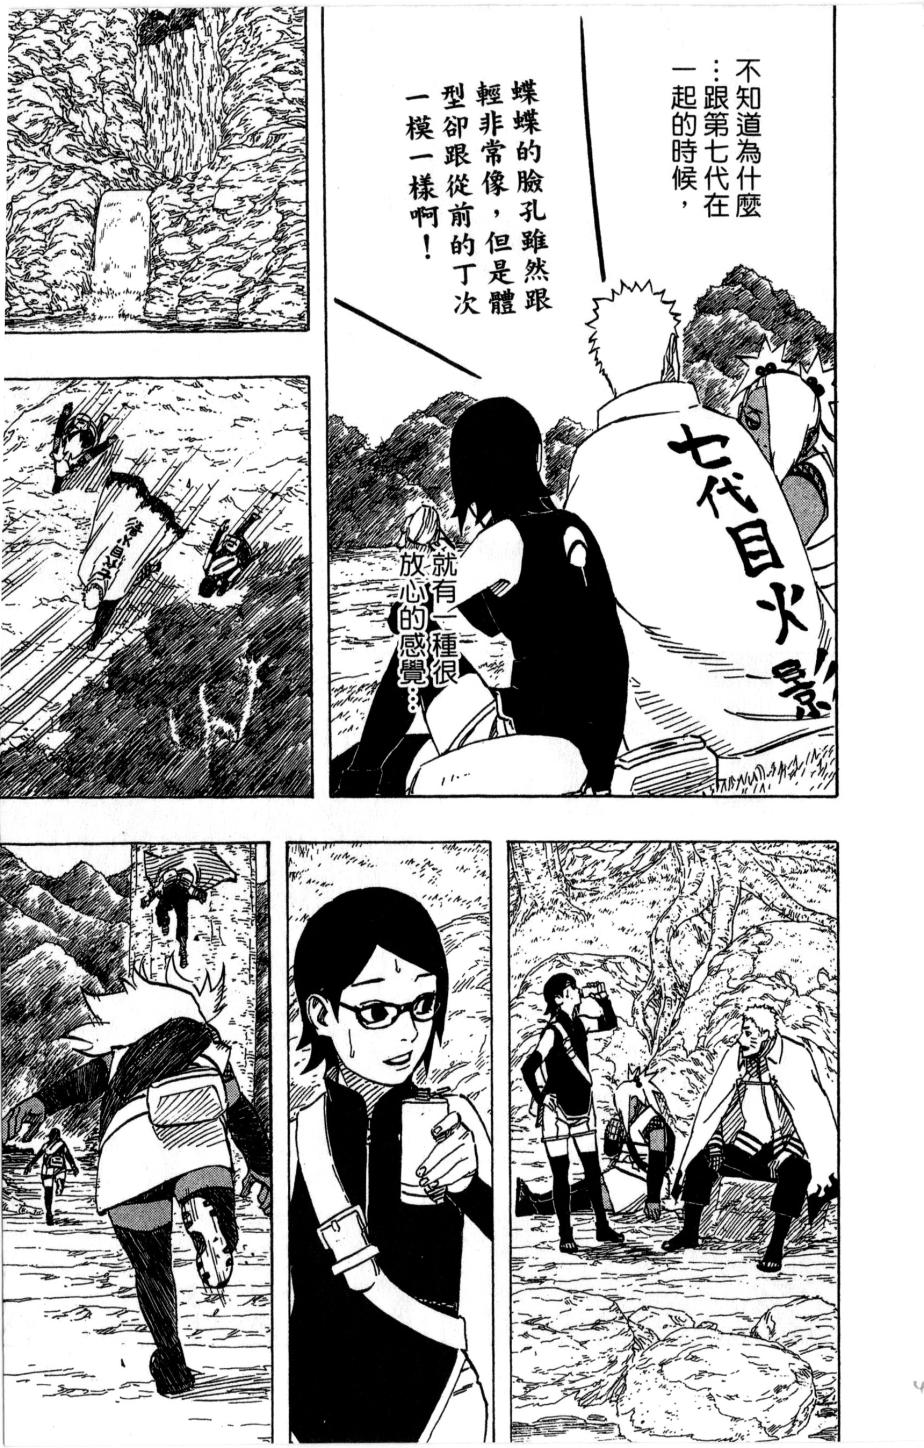 不知道為什麼
…跟第七代在
一起的時候，
蝶蝶的臉孔雖然跟
輕非常像，但是體
型卻跟從前的丁次
一模一樣啊！
七代目火影
就有一種很
放心的感覺…